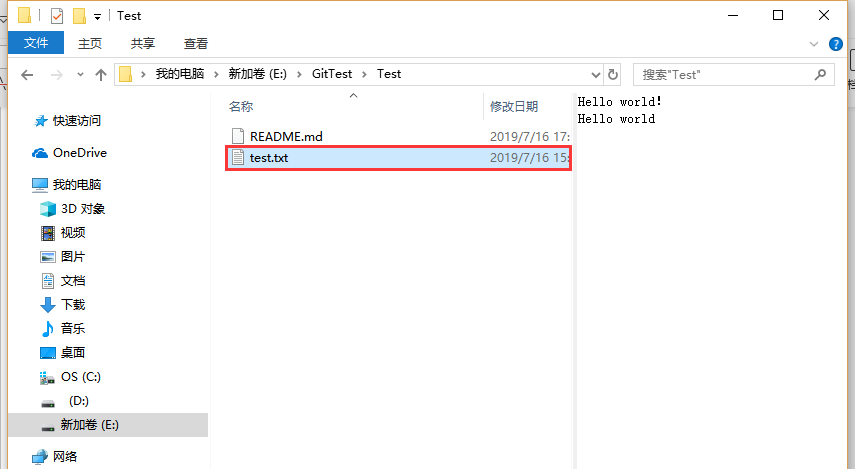 Test
文件 主页 共享 查看
我的电脑 新加卷 (E:) GitTest Test 搜索"Test"
名称 修改日期
README.md 2019/7/16 17:
test.txt 2019/7/16 15:
Hello world!
Hello world
快速访问
OneDrive
我的电脑
3D 对象
视频
图片
文档
下载
音乐
桌面
OS (C:)
(D:)
新加卷 (E:)
网络